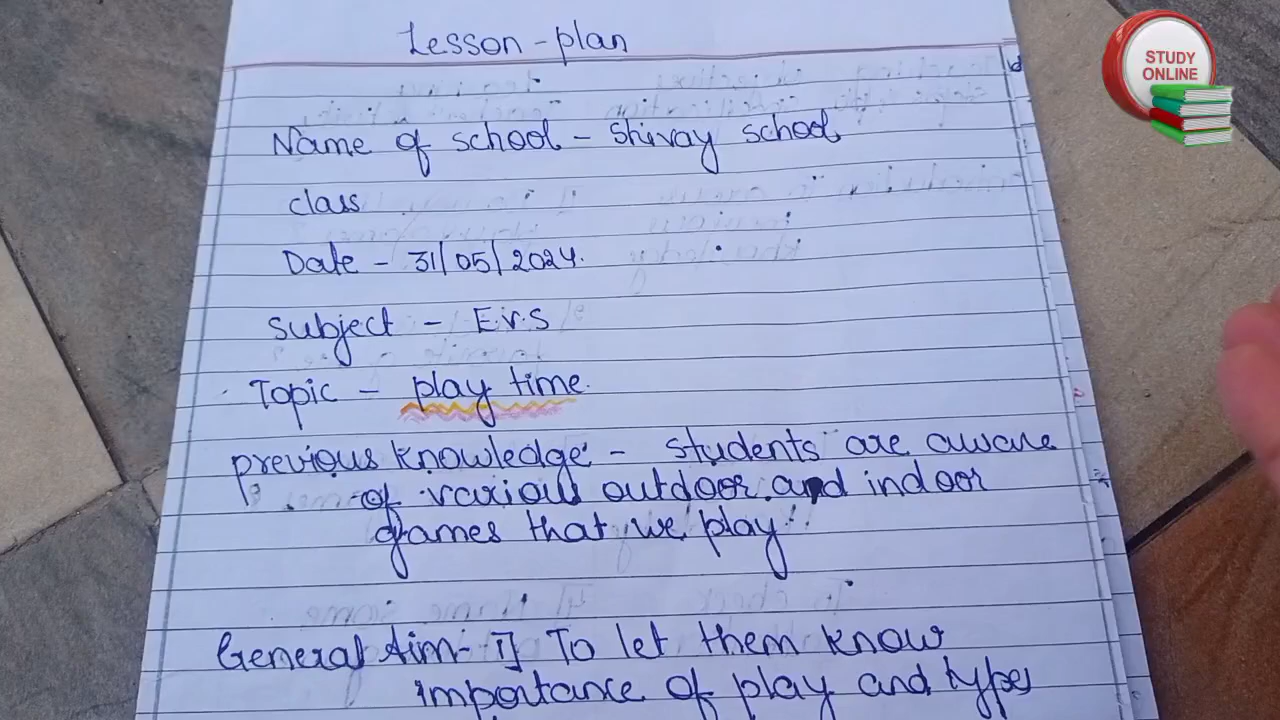 Lesson-plan
Name of school - Shivay school
class
Date - 31/05/2024.
Subject - E.V.S
Topic - play time.
previous knowledge - students are aware
of various outdoor and indoor
games that we play.
General Aim- 1] To let them know
importance of play and types
STUDY
ONLINE